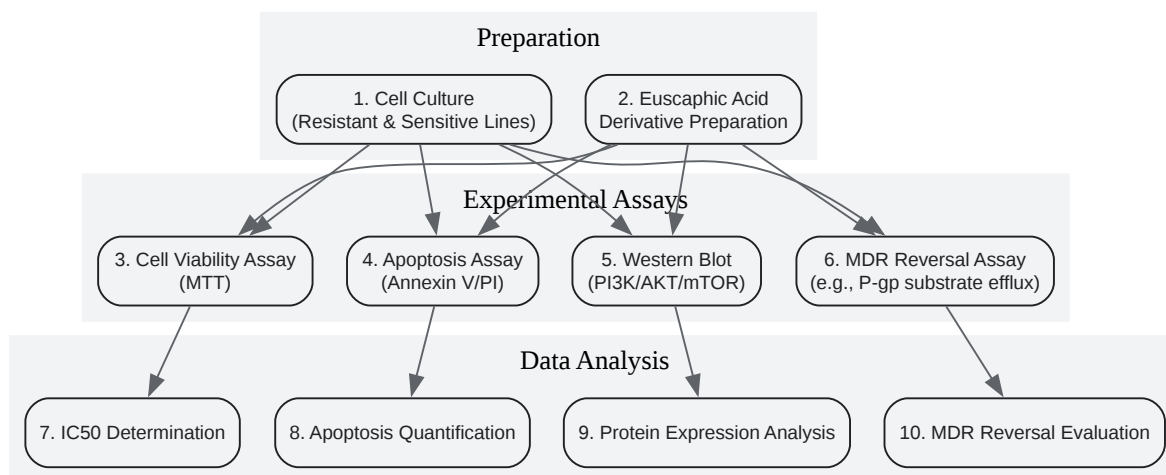 Preparation
1. Cell Culture
(Resistant & Sensitive Lines)
2. Euscaphic Acid
Derivative Preparation
Experimental Assays
3. Cell Viability Assay
(MTT)
4. Apoptosis Assay
(Annexin V/PI)
5. Western Blot
(PI3K/AKT/mTOR)
6. MDR Reversal Assay
(e.g., P-gp substrate efflux)
Data Analysis
7. IC50 Determination
8. Apoptosis Quantification
9. Protein Expression Analysis
10. MDR Reversal Evaluation